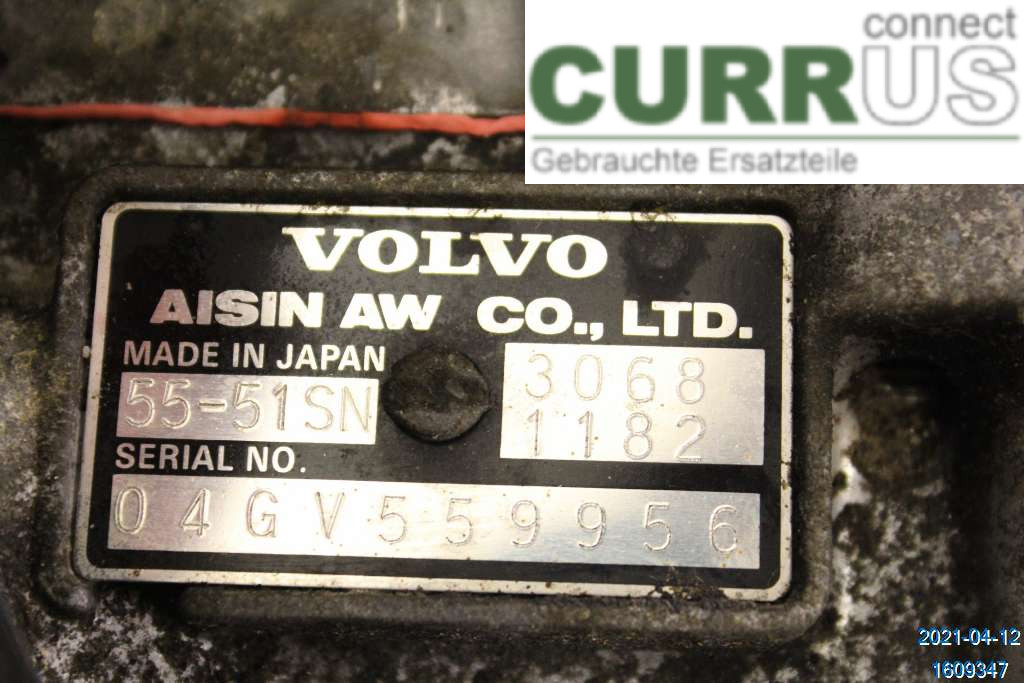 connect
CURRUS
Gebrauchte Ersatzteile
VOLVO
AISIN AW CO., LTD.
MADE IN JAPAN
55-51SN
3068
1182
SERIAL NO.
04GV559956
2021-04-12
1609347